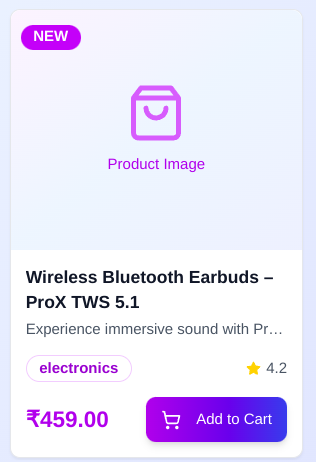 NEW
Product Image
Wireless Bluetooth Earbuds –
ProX TWS 5.1
Experience immersive sound with Pr...
electronics
4.2
₹459.00
Add to Cart